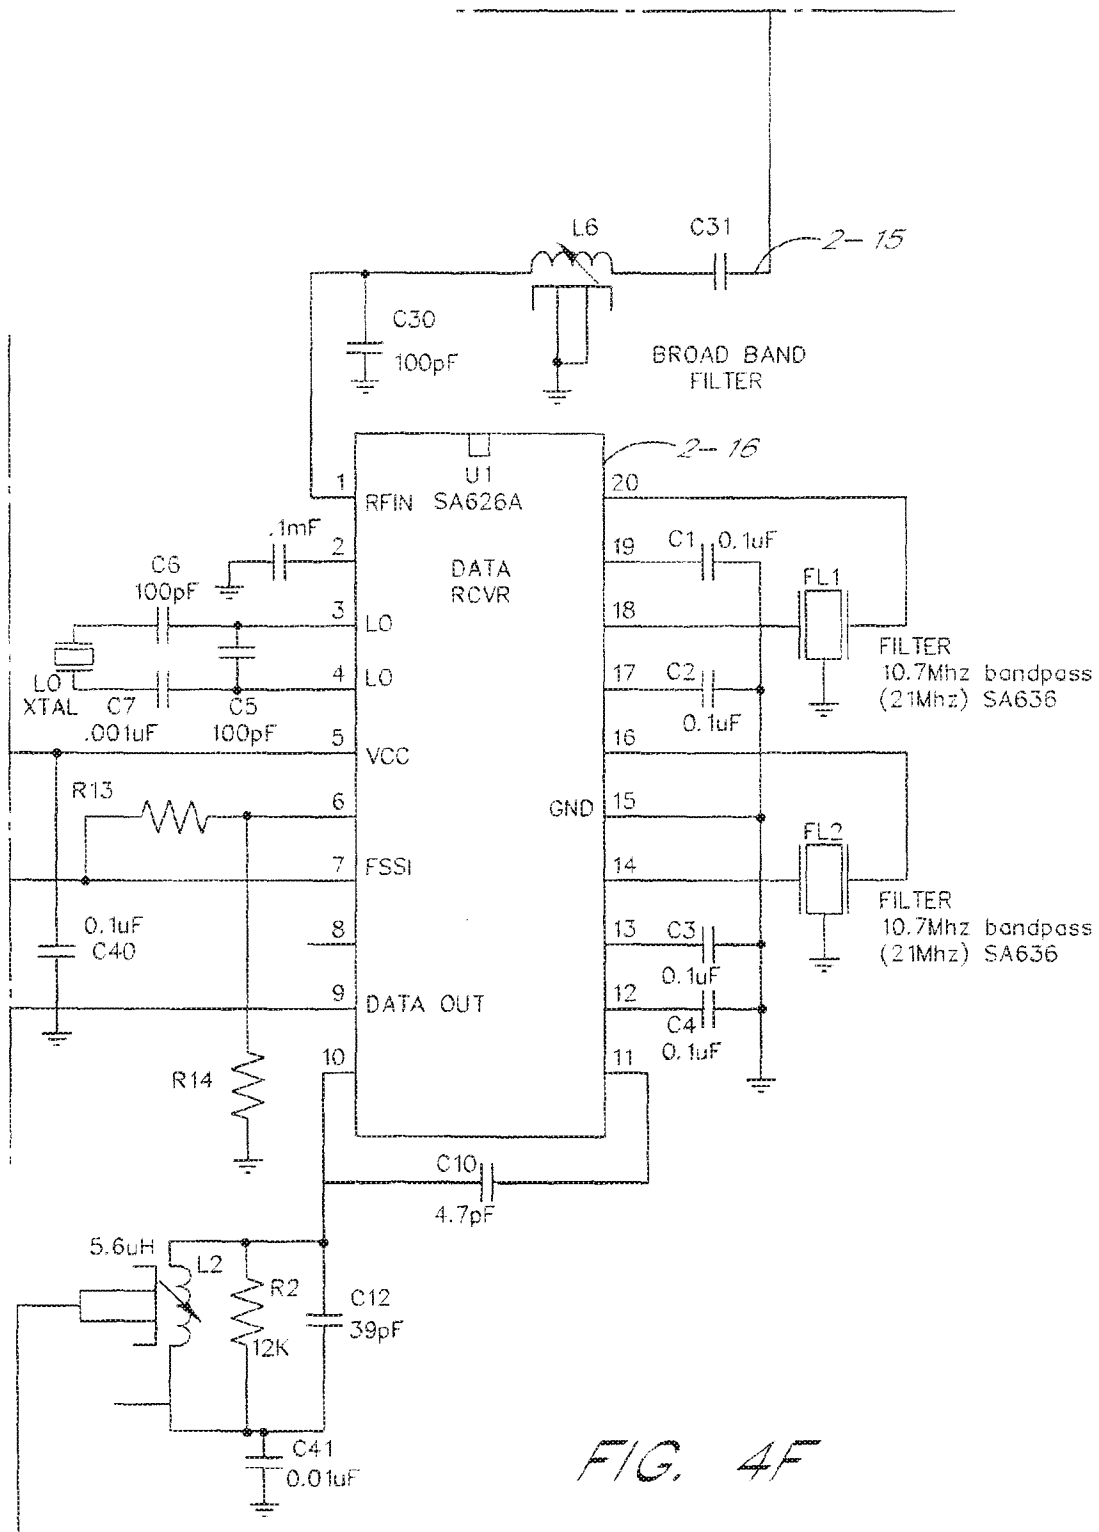 L6
C31
2-15
C30
100pF
BROAD BAND
FILTER
2-16
U1
SA626A
1
RFIN
20
.1mF
2
19
C1
0.1uF
DATA
RCVR
C6
100pF
3
LO
18
FL1
FILTER
10.7Mhz bandpass
(21Mhz) SA636
LO
XTAL
4
LO
17
C2
0.1uF
C7
.001uF
C5
100pF
5
VCC
16
R13
6
GND
15
FL2
7
FSSI
14
FILTER
10.7Mhz bandpass
(21Mhz) SA636
0.1uF
C40
8
13
C3
0.1uF
9
DATA OUT
12
C4
0.1uF
10
11
R14
C10
4.7pF
5.6uH
L2
R2
12K
C12
39pF
C41
0.01uF
FIG. 4F